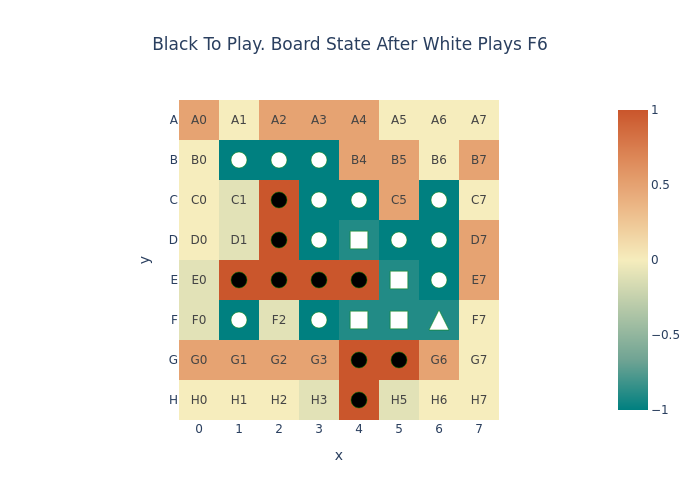 Black To Play. Board State After White Plays F6
A A0 A1 A2 A3 A4 A5 A6 A7
B B0 B4 B5 B6 B7
C C0 C1 C5 C7
D D0 D1 D7
E E0 E7
F F0 F2 F7
G G0 G1 G2 G3 G6 G7
H H0 H1 H2 H3 H5 H6 H7
0 1 2 3 4 5 6 7
x
y
1
0.5
0
−0.5
−1